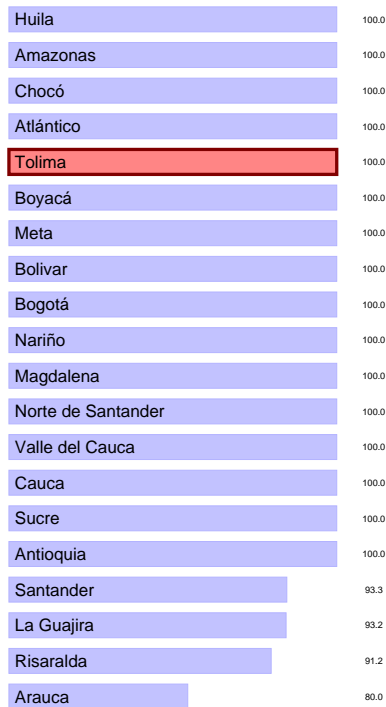 Huila 100.0
Amazonas 100.0
Chocó 100.0
Atlántico 100.0
Tolima 100.0
Boyacá 100.0
Meta 100.0
Bolivar 100.0
Bogotá 100.0
Nariño 100.0
Magdalena 100.0
Norte de Santander 100.0
Valle del Cauca 100.0
Cauca 100.0
Sucre 100.0
Antioquia 100.0
Santander 93.3
La Guajira 93.2
Risaralda 91.2
Arauca 80.0